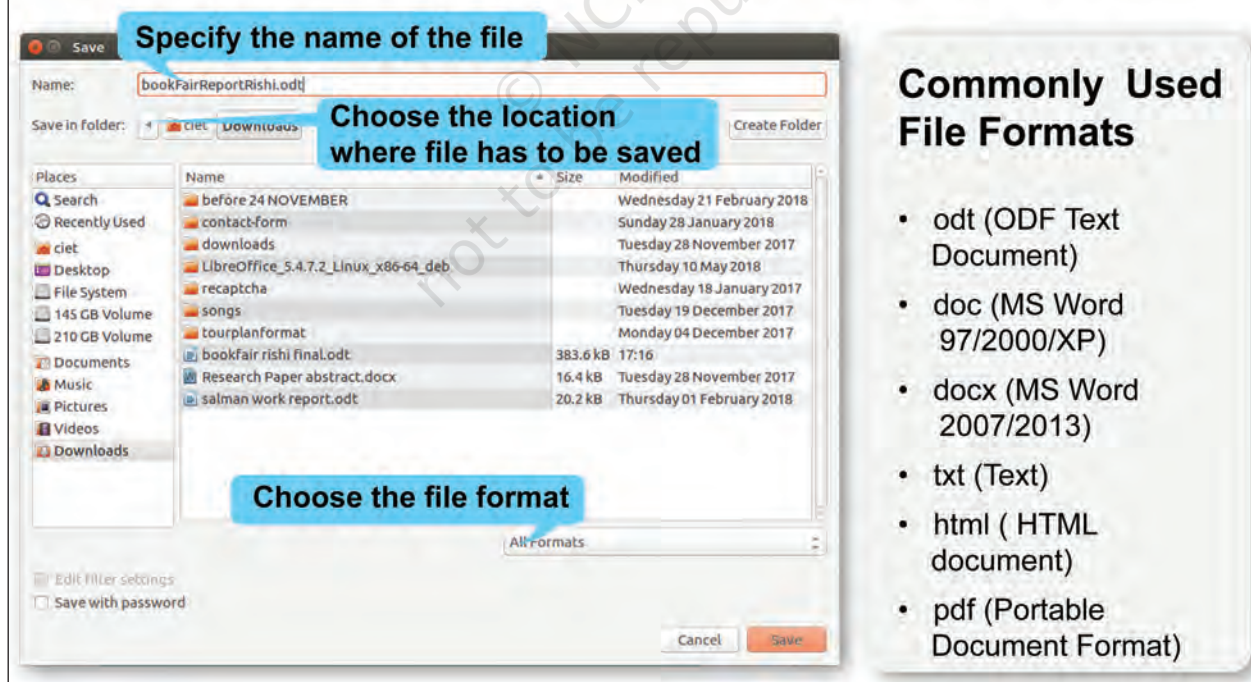 Specify the name of the file
Save
Name: bookFairReportRishi.odt
Choose the location
where file has to be saved
Save in folder: ciet Downloads Create Folder
Places Name Size Modified
Search before 24 NOVEMBER Wednesday 21 February 2018
Recently Used contact-form Sunday 28 January 2018
ciet downloads Tuesday 28 November 2017
Desktop LibreOffice_5.4.7.2_Linux_x86-64_deb Thursday 10 May 2018
File System recaptcha Wednesday 18 January 2017
145 GB Volume songs Tuesday 19 December 2017
210 GB Volume tourplanformat Monday 04 December 2017
Documents bookfair rishi final.odt 383.6 kB 17:16
Music Research Paper abstract.docx 16.4 kB Tuesday 28 November 2017
Pictures salman work report.odt 20.2 kB Thursday 01 February 2018
Videos
Downloads
Choose the file format
All Formats
Edit filter settings
Save with password
Cancel Save
Commonly Used
File Formats
• odt (ODF Text
Document)
• doc (MS Word
97/2000/XP)
• docx (MS Word
2007/2013)
• txt (Text)
• html ( HTML
document)
• pdf (Portable
Document Format)
© NC
not to be repu